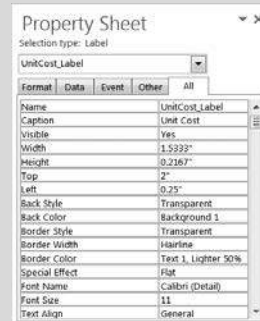 Property Sheet
Selection type: Label
UnitCost_Label
Format Data Event Other All
Name UnitCost_Label
Caption Unit Cost
Visible Yes
Width 1.5333"
Height 0.2167"
Top 2"
Left 0.25"
Back Style Transparent
Back Color Background 1
Border Style Transparent
Border Width Hairline
Border Color Text 1, Lighter 50%
Special Effect Flat
Font Name Calibri (Detail)
Font Size 11
Text Align General